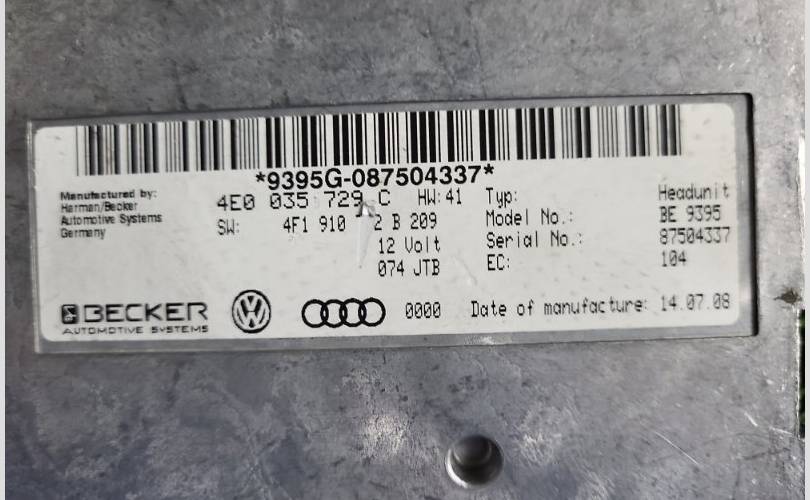 *9395G-087504337*
Manufactured by:
Harman/Becker
Automotive Systems
Germany
4E0 035 729 C HW:41
SW: 4F1 910 2 B 209
12 Volt
074 JTB
Typ: Headunit
Model No.: BE 9395
Serial No.: 87504337
EC: 104
BECKER
AUTOMOTIVE SYSTEMS
VW
0000
Date of manufacture: 14.07.08